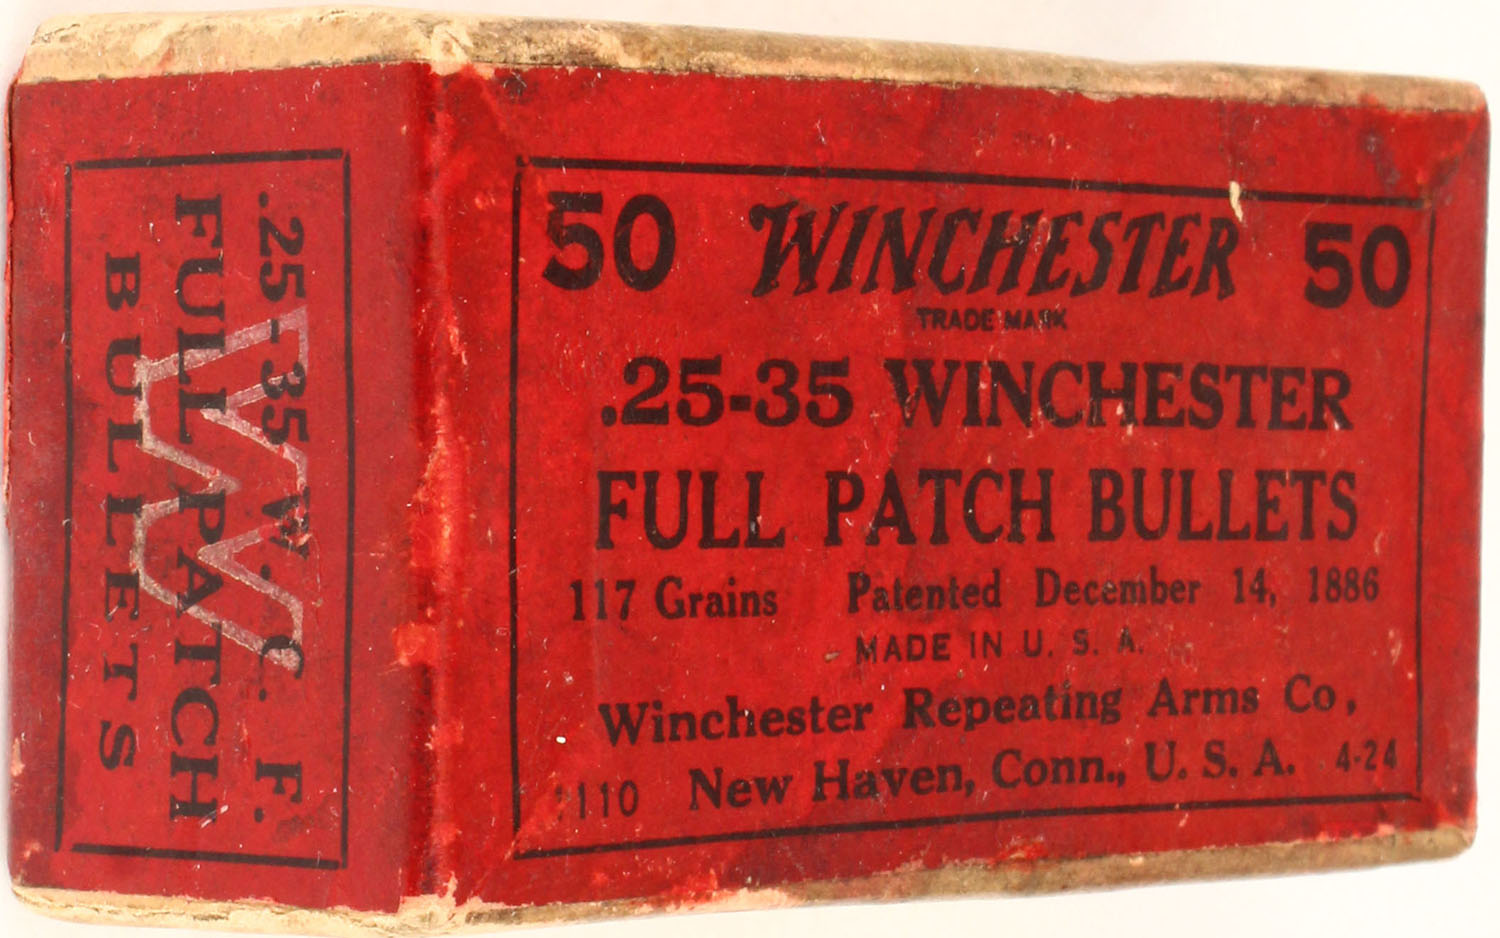 50 WINCHESTER 50
TRADE MARK
.25-35 WINCHESTER
FULL PATCH BULLETS
117 Grains Patented December 14, 1886
MADE IN U. S. A.
Winchester Repeating Arms Co,
New Haven, Conn., U. S. A. 4-24
110
.25-35 W. C. F.
FULL PATCH
BULLETS
W